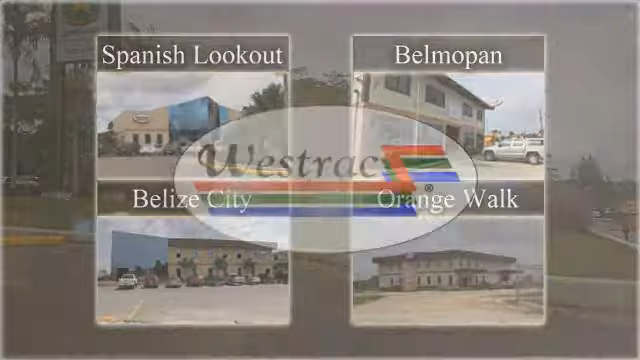 Spanish Lookout
Belmopan
Westrac
®
Belize City
Orange Walk